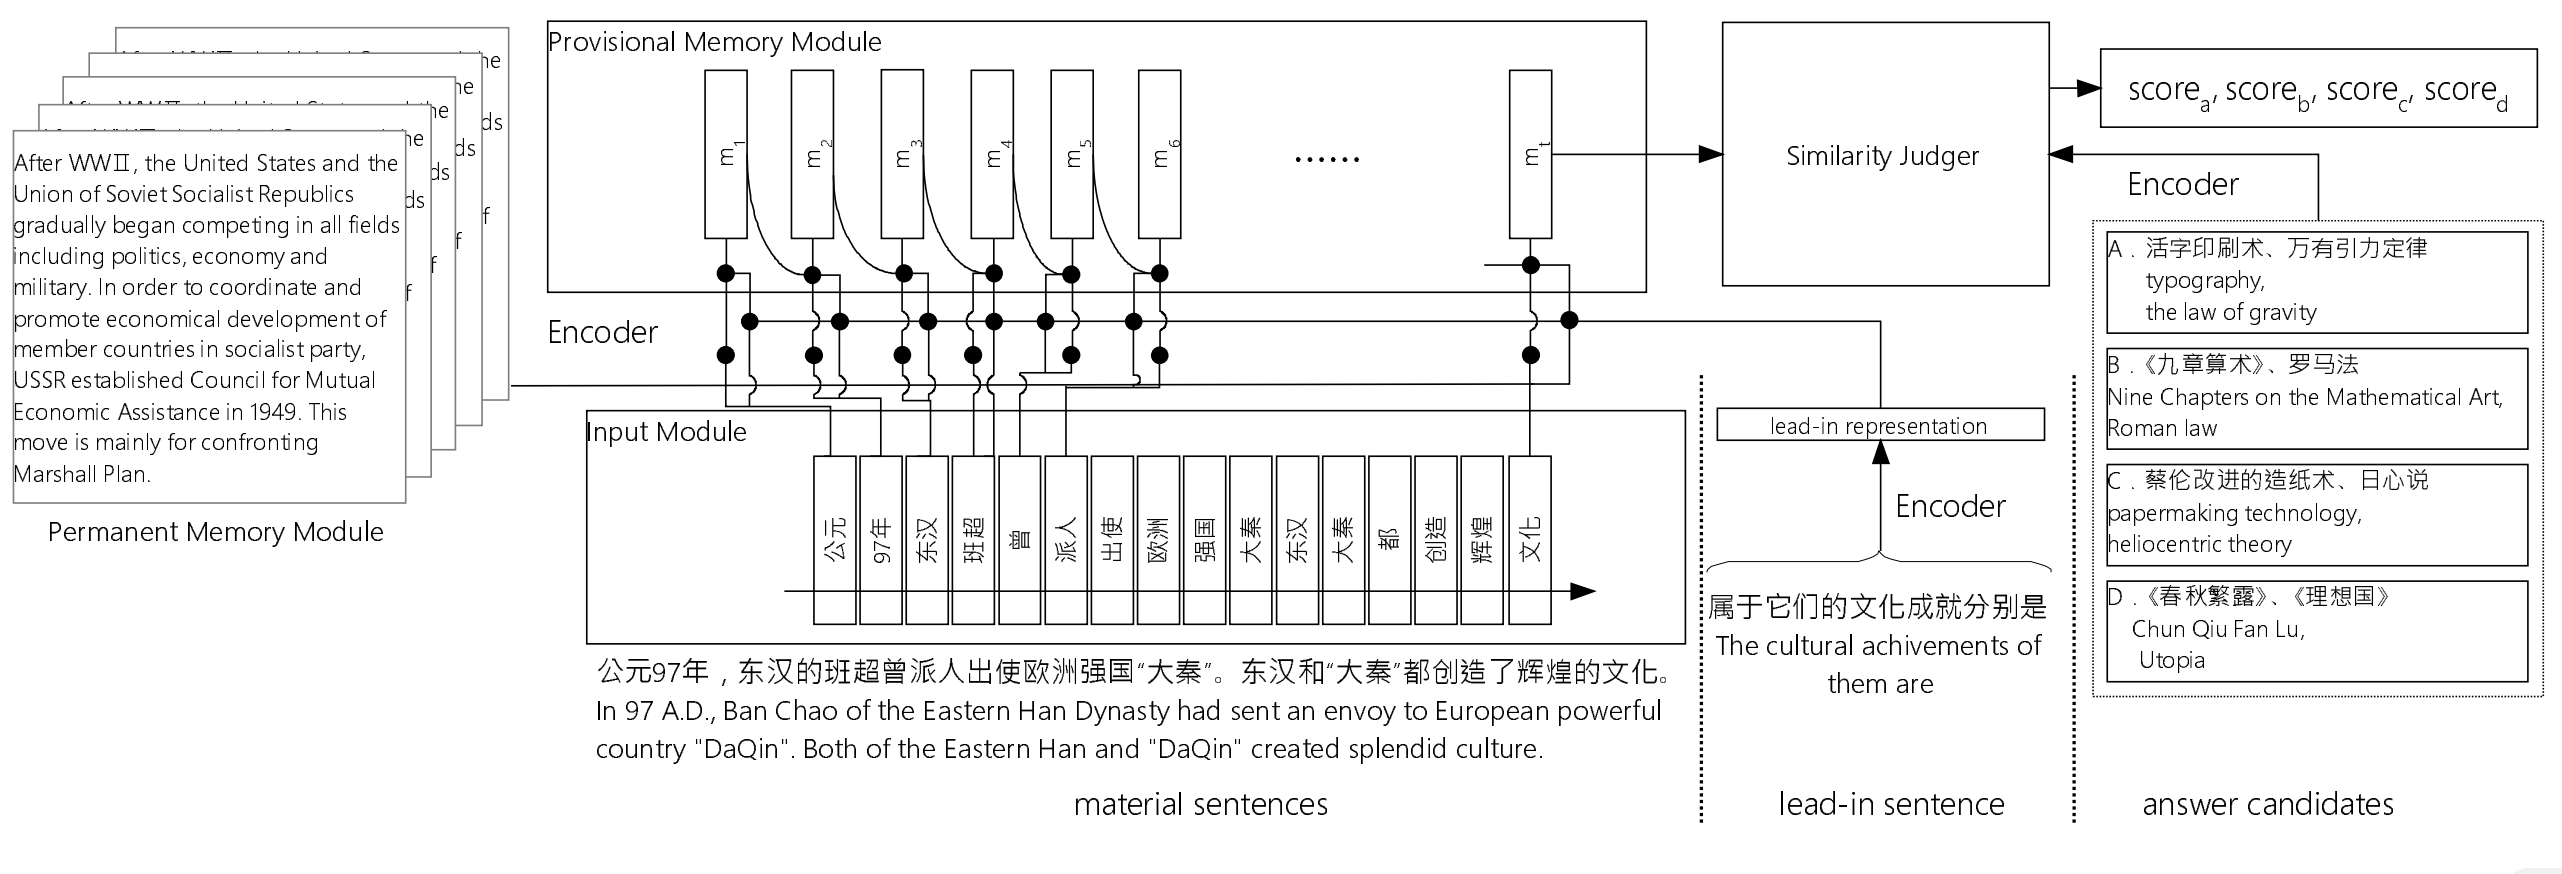 After WWⅡ, the United States and the
Union of Soviet Socialist Republics
gradually began competing in all fields
including politics, economy and
military. In order to coordinate and
promote economical development of
member countries in socialist party,
USSR established Council for Mutual
Economic Assistance in 1949. This
move is mainly for confronting
Marshall Plan.
Permanent Memory Module
Provisional Memory Module
m1
m2
m3
m4
m5
m6
......
mt
Encoder
Input Module
公元
97年
东汉
班超
曾
派人
出使
欧洲
强国
大秦
东汉
大秦
都
创造
辉煌
文化
公元97年，东汉的班超曾派人出使欧洲强国“大秦”。东汉和“大秦”都创造了辉煌的文化。
In 97 A.D., Ban Chao of the Eastern Han Dynasty had sent an envoy to European powerful
country "DaQin". Both of the Eastern Han and "DaQin" created splendid culture.
material sentences
Similarity Judger
scorea, scoreb, scorec, scored
lead-in representation
Encoder
属于它们的文化成就分别是
The cultural achivements of
them are
lead-in sentence
Encoder
A．活字印刷术、万有引力定律
typography,
the law of gravity
B．《九章算术》、罗马法
Nine Chapters on the Mathematical Art,
Roman law
C．蔡伦改进的造纸术、日心说
papermaking technology,
heliocentric theory
D．《春秋繁露》、《理想国》
Chun Qiu Fan Lu,
Utopia
answer candidates